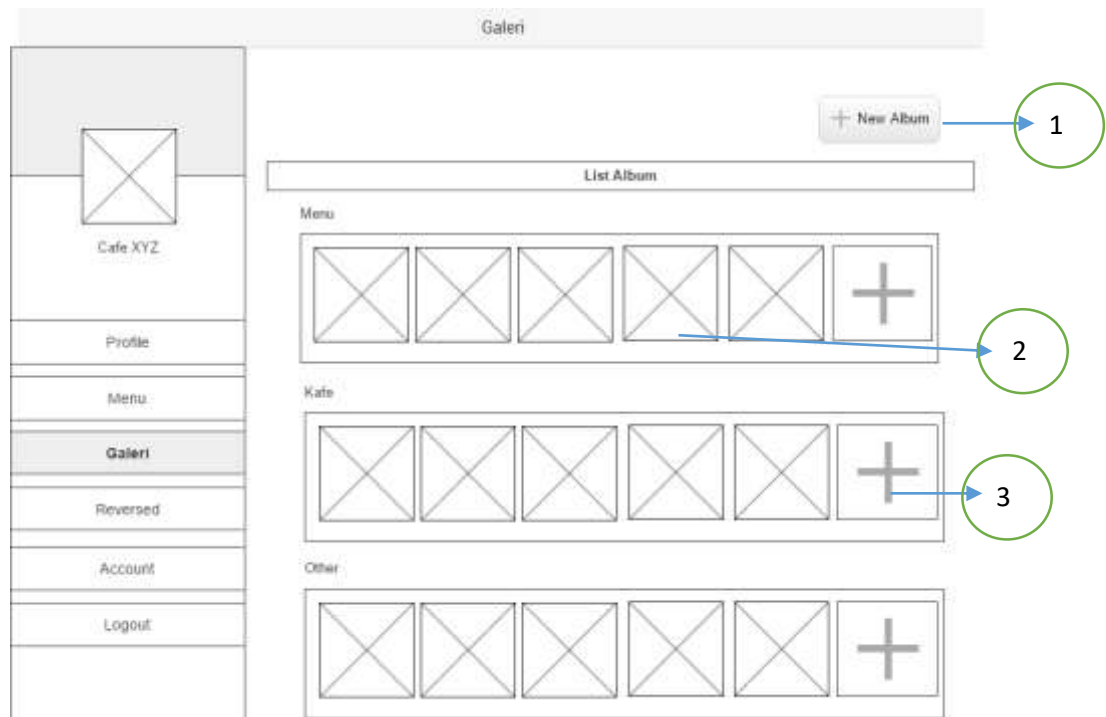 Galeri
+ New Album
1
List Album
Cafe XYZ
Menu
2
Profile
Menu
Kafe
Galeri
3
Reversed
Account
Other
Logout